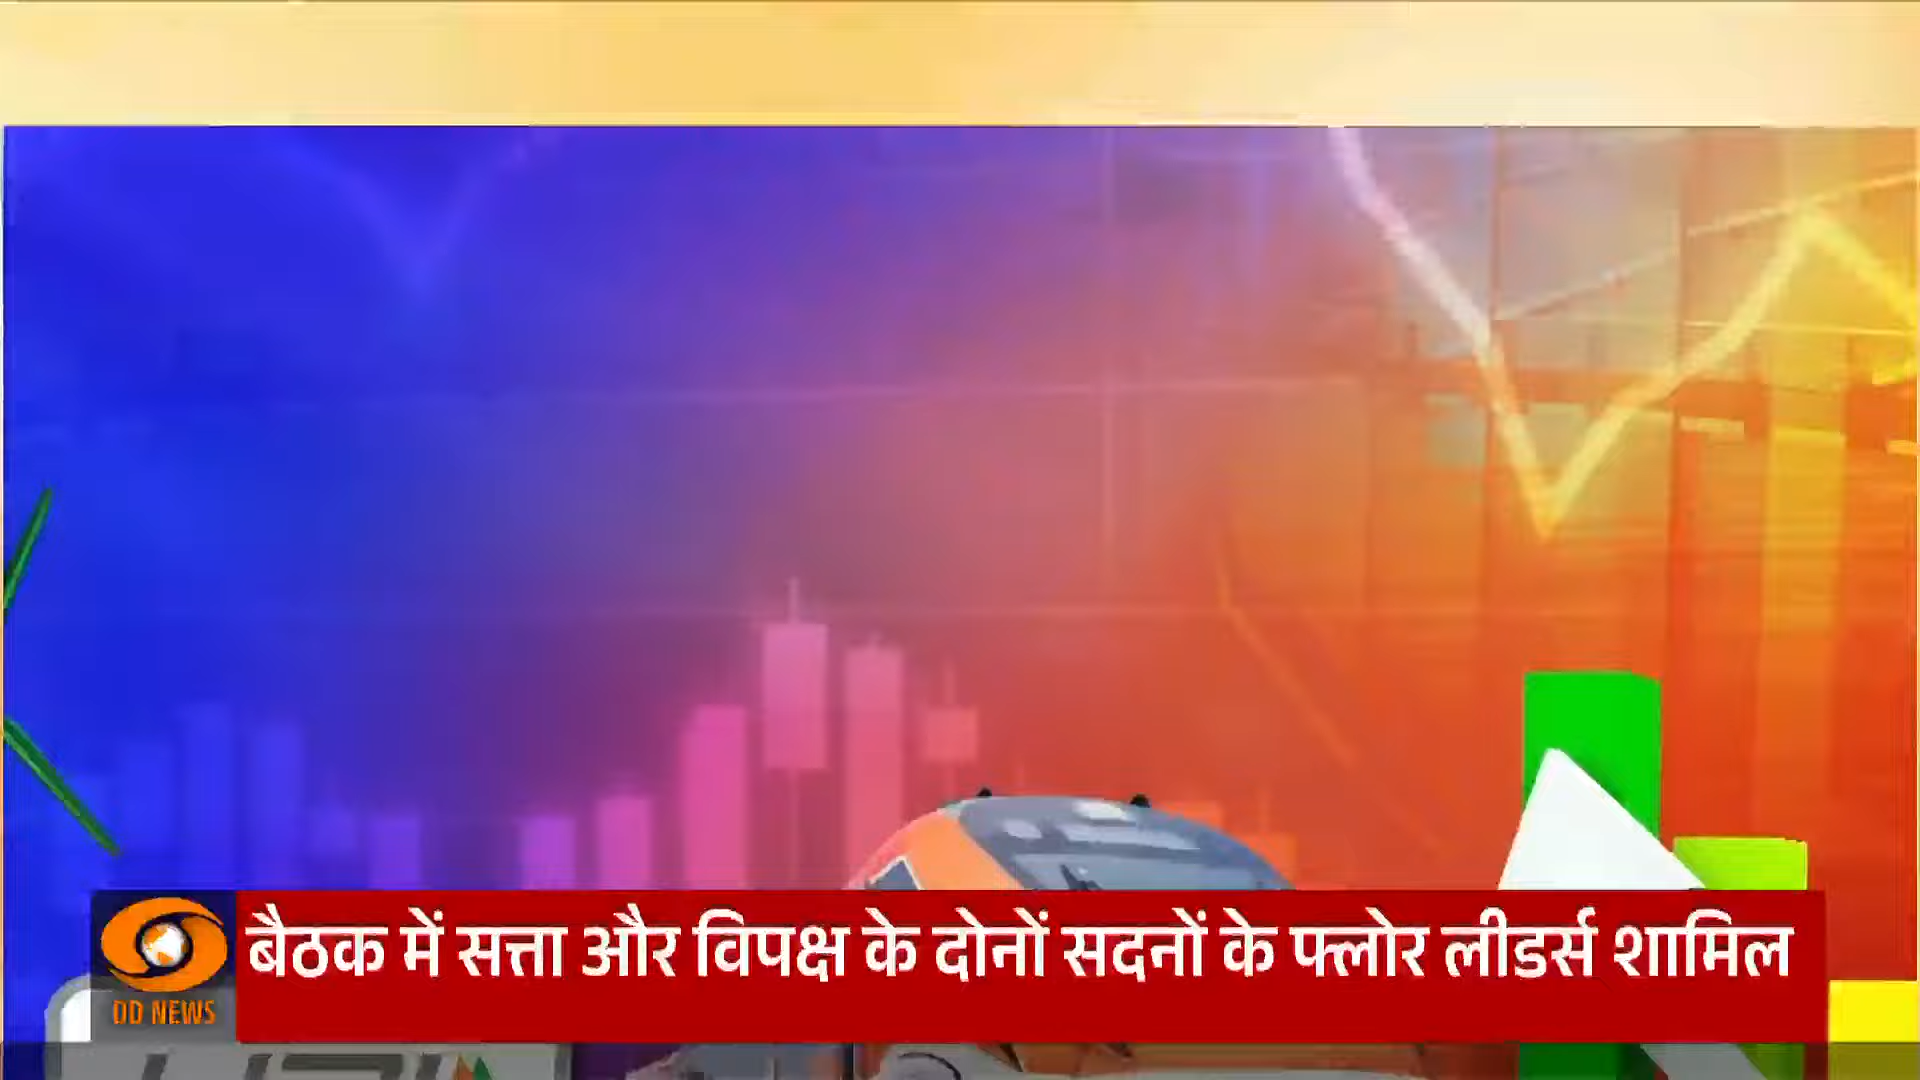 बैठक में सत्ता और विपक्ष के दोनों सदनों के फ्लोर लीडर्स शामिल
DD NEWS